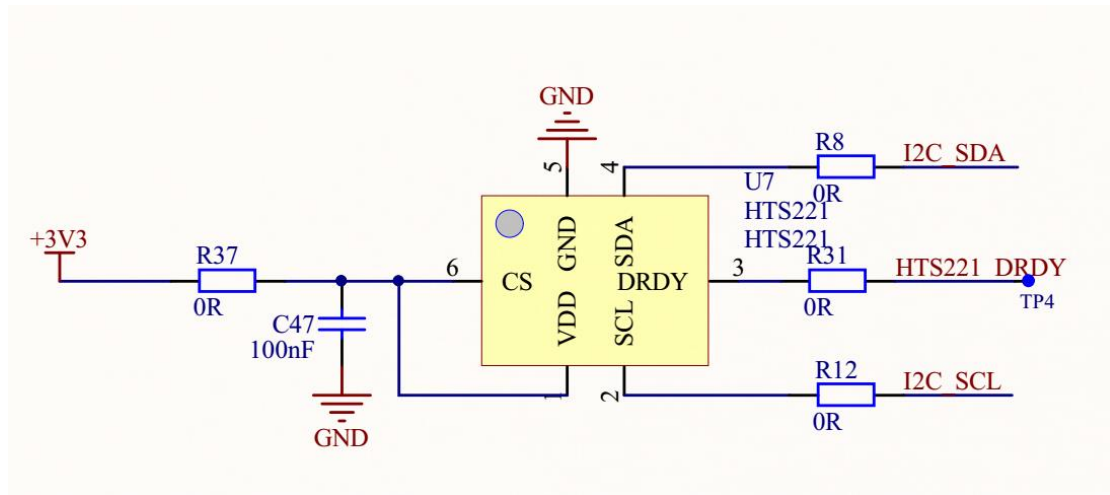 GND
5
4
R8
I2C_SDA
0R
U7
HTS221
HTS221
+3V3
R37
0R
6
CS
GND
SDA
DRDY
VDD
SCL
3
R31
0R
HTS221_DRDY
TP4
C47
100nF
GND
1
2
R12
0R
I2C_SCL